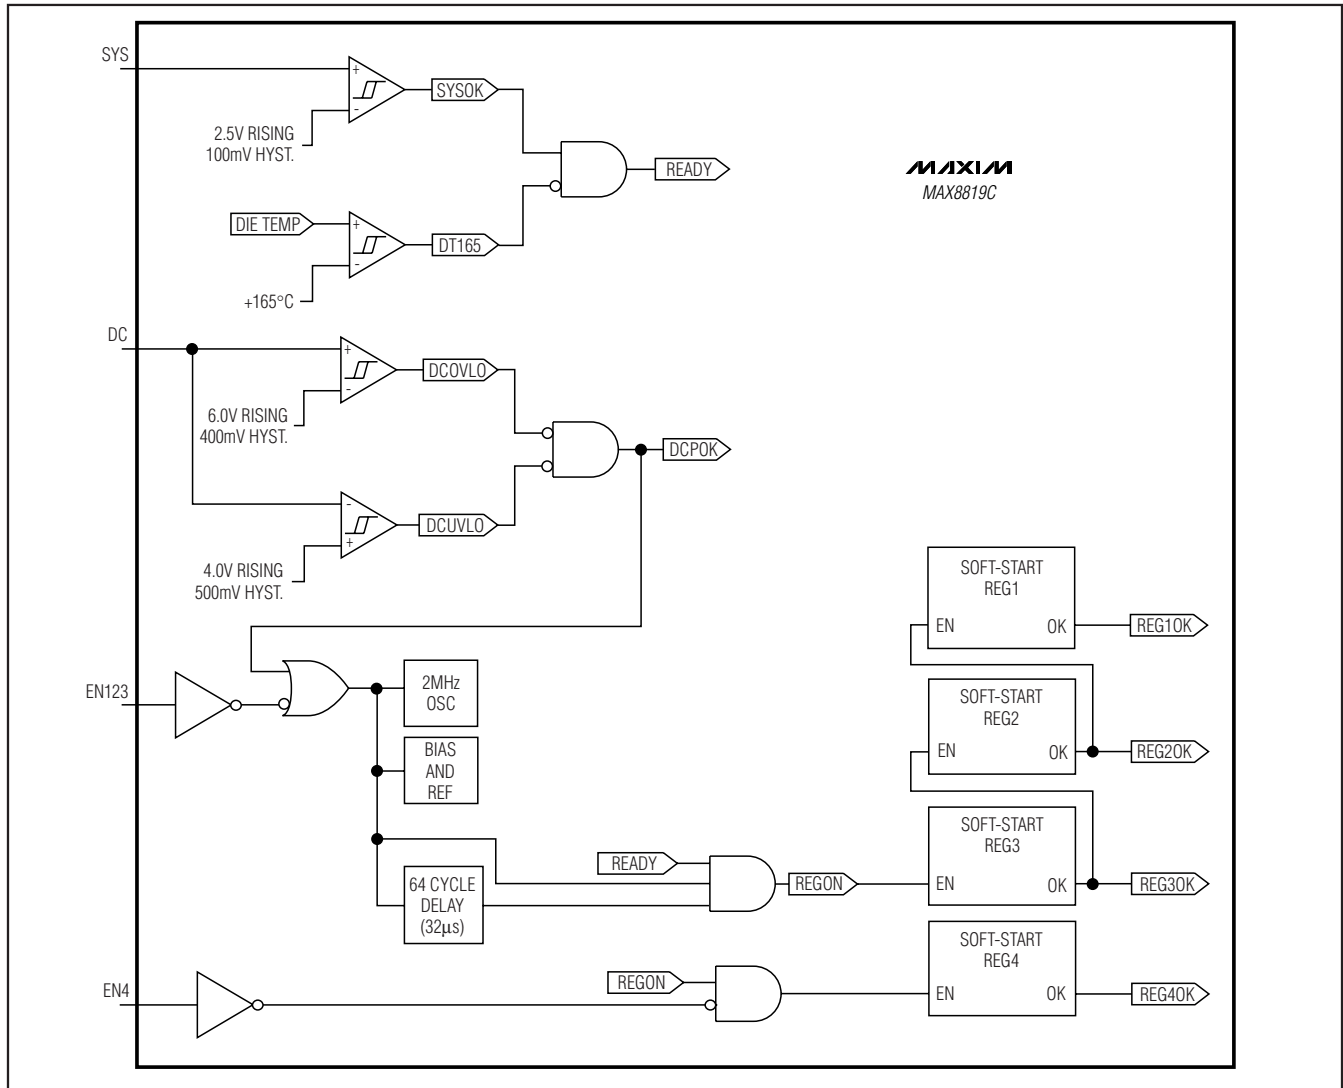 SYS
+
-
SYSOK
2.5V RISING
100mV HYST.
READY
MAXIM
MAX8819C
DIE TEMP
+
-
DT165
+165°C
DC
+
-
DCOVLO
6.0V RISING
400mV HYST.
DCPOK
-
+
DCUVLO
4.0V RISING
500mV HYST.
SOFT-START
REG1
EN
OK
REG1OK
EN123
2MHz
OSC
SOFT-START
REG2
EN
OK
REG2OK
BIAS
AND
REF
SOFT-START
REG3
READY
64 CYCLE
DELAY
(32μs)
REGON
EN
OK
REG3OK
SOFT-START
REG4
EN4
REGON
EN
OK
REG4OK